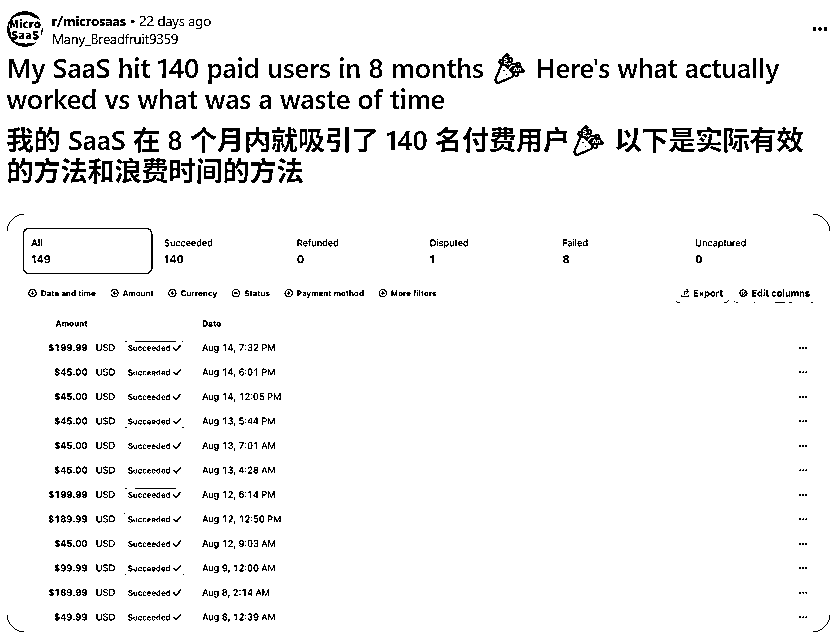 Micro SaaS
r/microsaas • 22 days ago
Many_Breadfruit9359
My SaaS hit 140 paid users in 8 months 🎉 Here's what actually
worked vs what was a waste of time
我的 SaaS 在 8 个月内就吸引了 140 名付费用户🎉 以下是实际有效
的方法和浪费时间的方法
All Succeeded Refunded Disputed Failed Uncaptured
149 140 0 1 8 0
Date and time Amount Currency Status Payment method More filters Export Edit columns
Amount Date
$199.99 USD Succeeded ✓ Aug 14, 7:32 PM
$45.00 USD Succeeded ✓ Aug 14, 6:01 PM
$45.00 USD Succeeded ✓ Aug 14, 12:05 PM
$45.00 USD Succeeded ✓ Aug 13, 5:44 PM
$45.00 USD Succeeded ✓ Aug 13, 7:01 AM
$45.00 USD Succeeded ✓ Aug 13, 4:28 AM
$199.99 USD Succeeded ✓ Aug 12, 6:14 PM
$189.99 USD Succeeded ✓ Aug 12, 12:50 PM
$45.00 USD Succeeded ✓ Aug 12, 9:03 AM
$99.99 USD Succeeded ✓ Aug 9, 12:00 AM
$189.99 USD Succeeded ✓ Aug 8, 2:14 AM
$49.99 USD Succeeded ✓ Aug 8, 12:39 AM